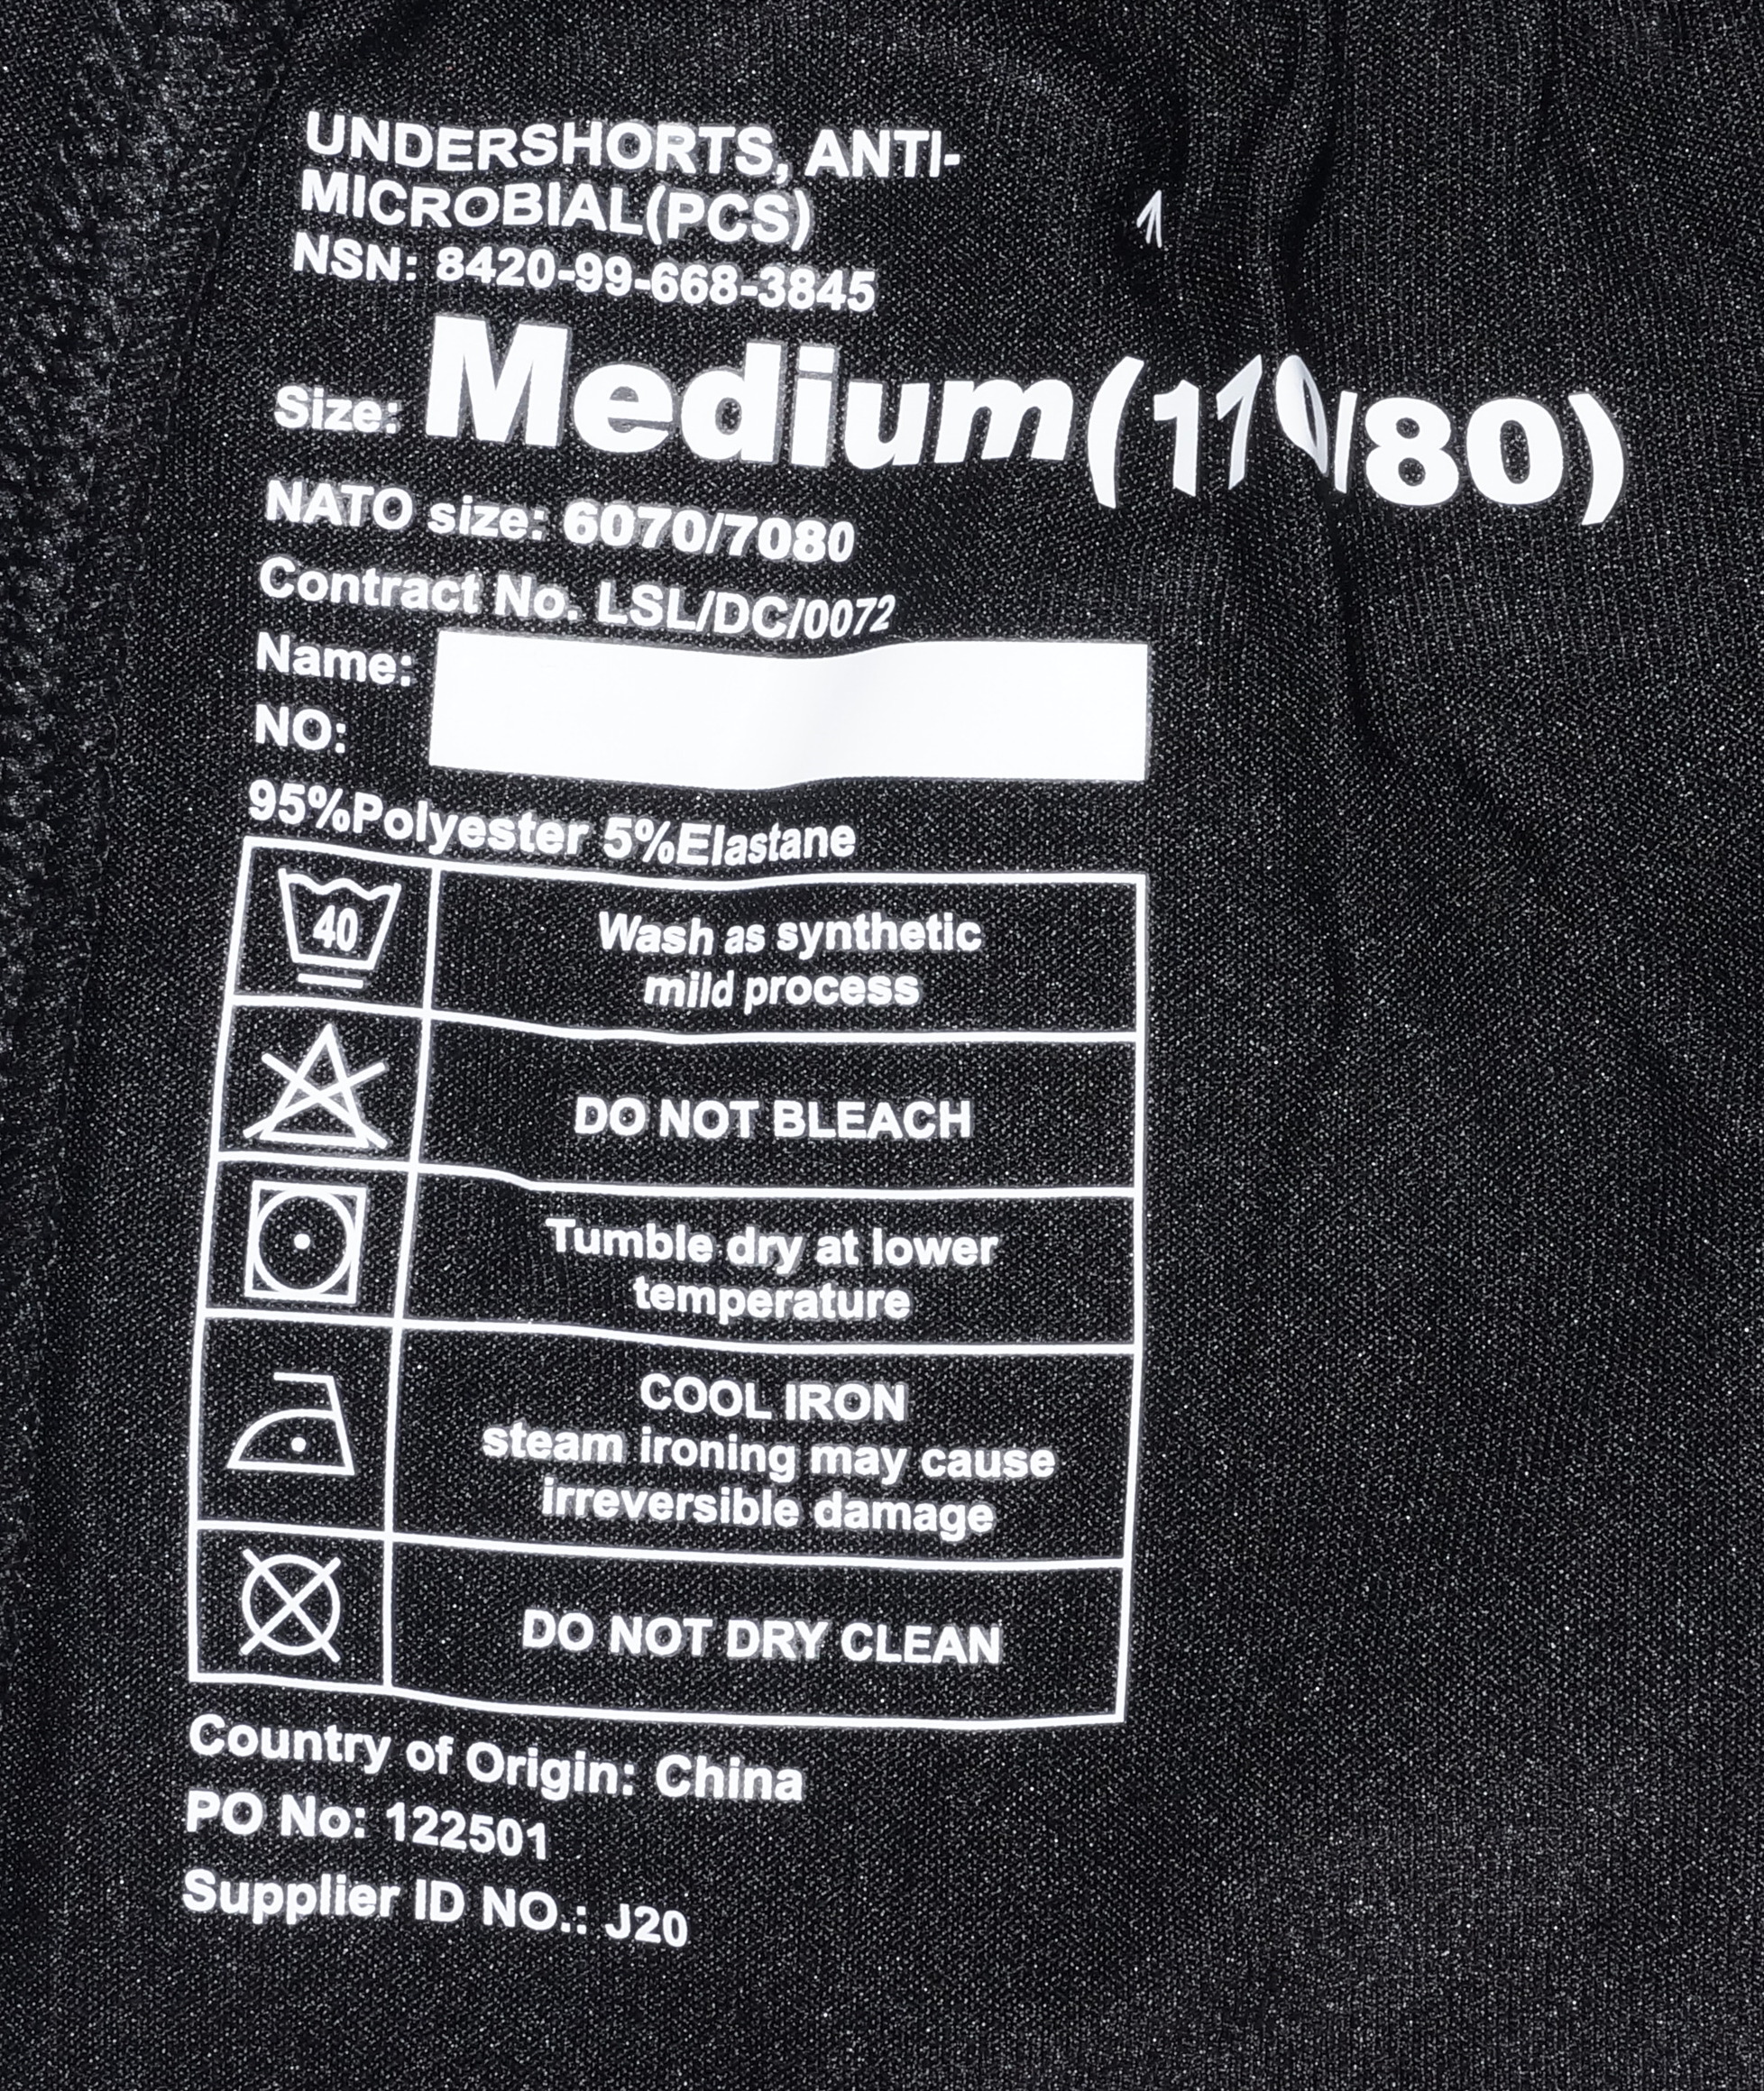 UNDERSHORTS, ANTI-
MICROBIAL(PCS)
NSN: 8420-99-668-3845
Size: Medium(170/80)
NATO size: 6070/7080
Contract No. LSL/DC/0072
Name:
NO:
95%Polyester 5%Elastane
40
Wash as synthetic
mild process
DO NOT BLEACH
Tumble dry at lower
temperature
COOL IRON
steam ironing may cause
irreversible damage
DO NOT DRY CLEAN
Country of Origin: China
PO No: 122501
Supplier ID NO.: J20